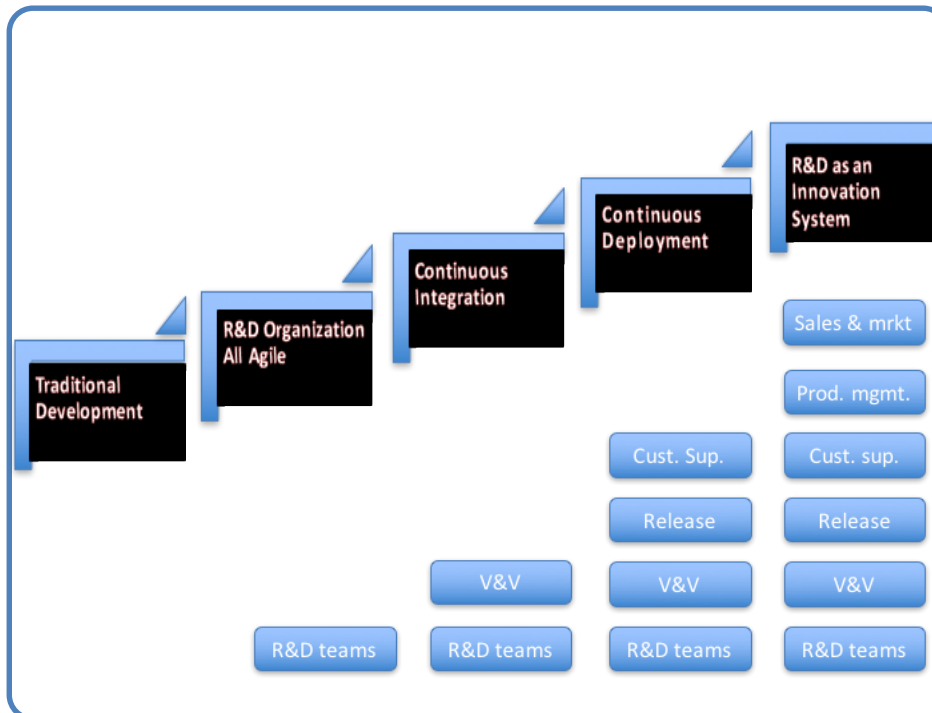 R&D as an
Innovation
System
Continuous
Deployment
Continuous
Integration
R&D Organization
All Agile
Traditional
Development
Sales & mrkt
Prod. mgmt.
Cust. Sup.
Cust. sup.
Release
Release
V&V
V&V
V&V
R&D teams
R&D teams
R&D teams
R&D teams